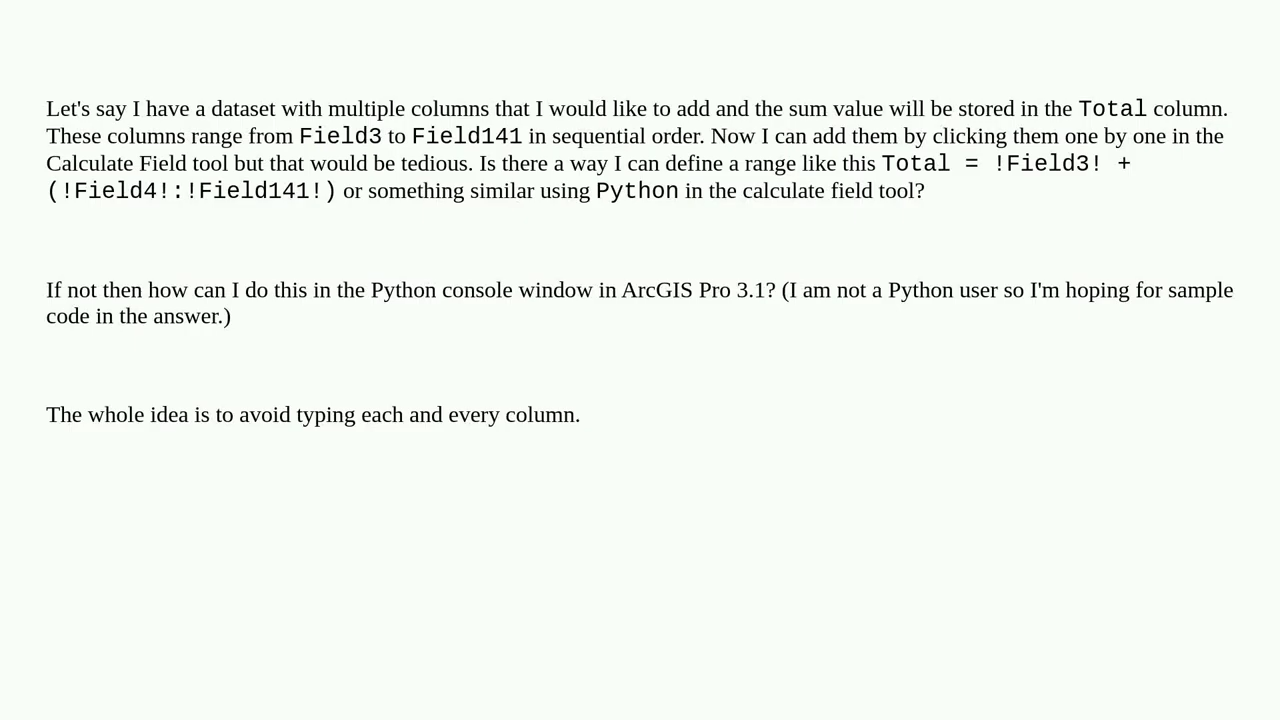 Let's say I have a dataset with multiple columns that I would like to add and the sum value will be stored in the Total column.
These columns range from Field3 to Field141 in sequential order. Now I can add them by clicking them one by one in the
Calculate Field tool but that would be tedious. Is there a way I can define a range like this Total = !Field3! +
(!Field4!:!Field141!) or something similar using Python in the calculate field tool?
If not then how can I do this in the Python console window in ArcGIS Pro 3.1? (I am not a Python user so I'm hoping for sample
code in the answer.)
The whole idea is to avoid typing each and every column.